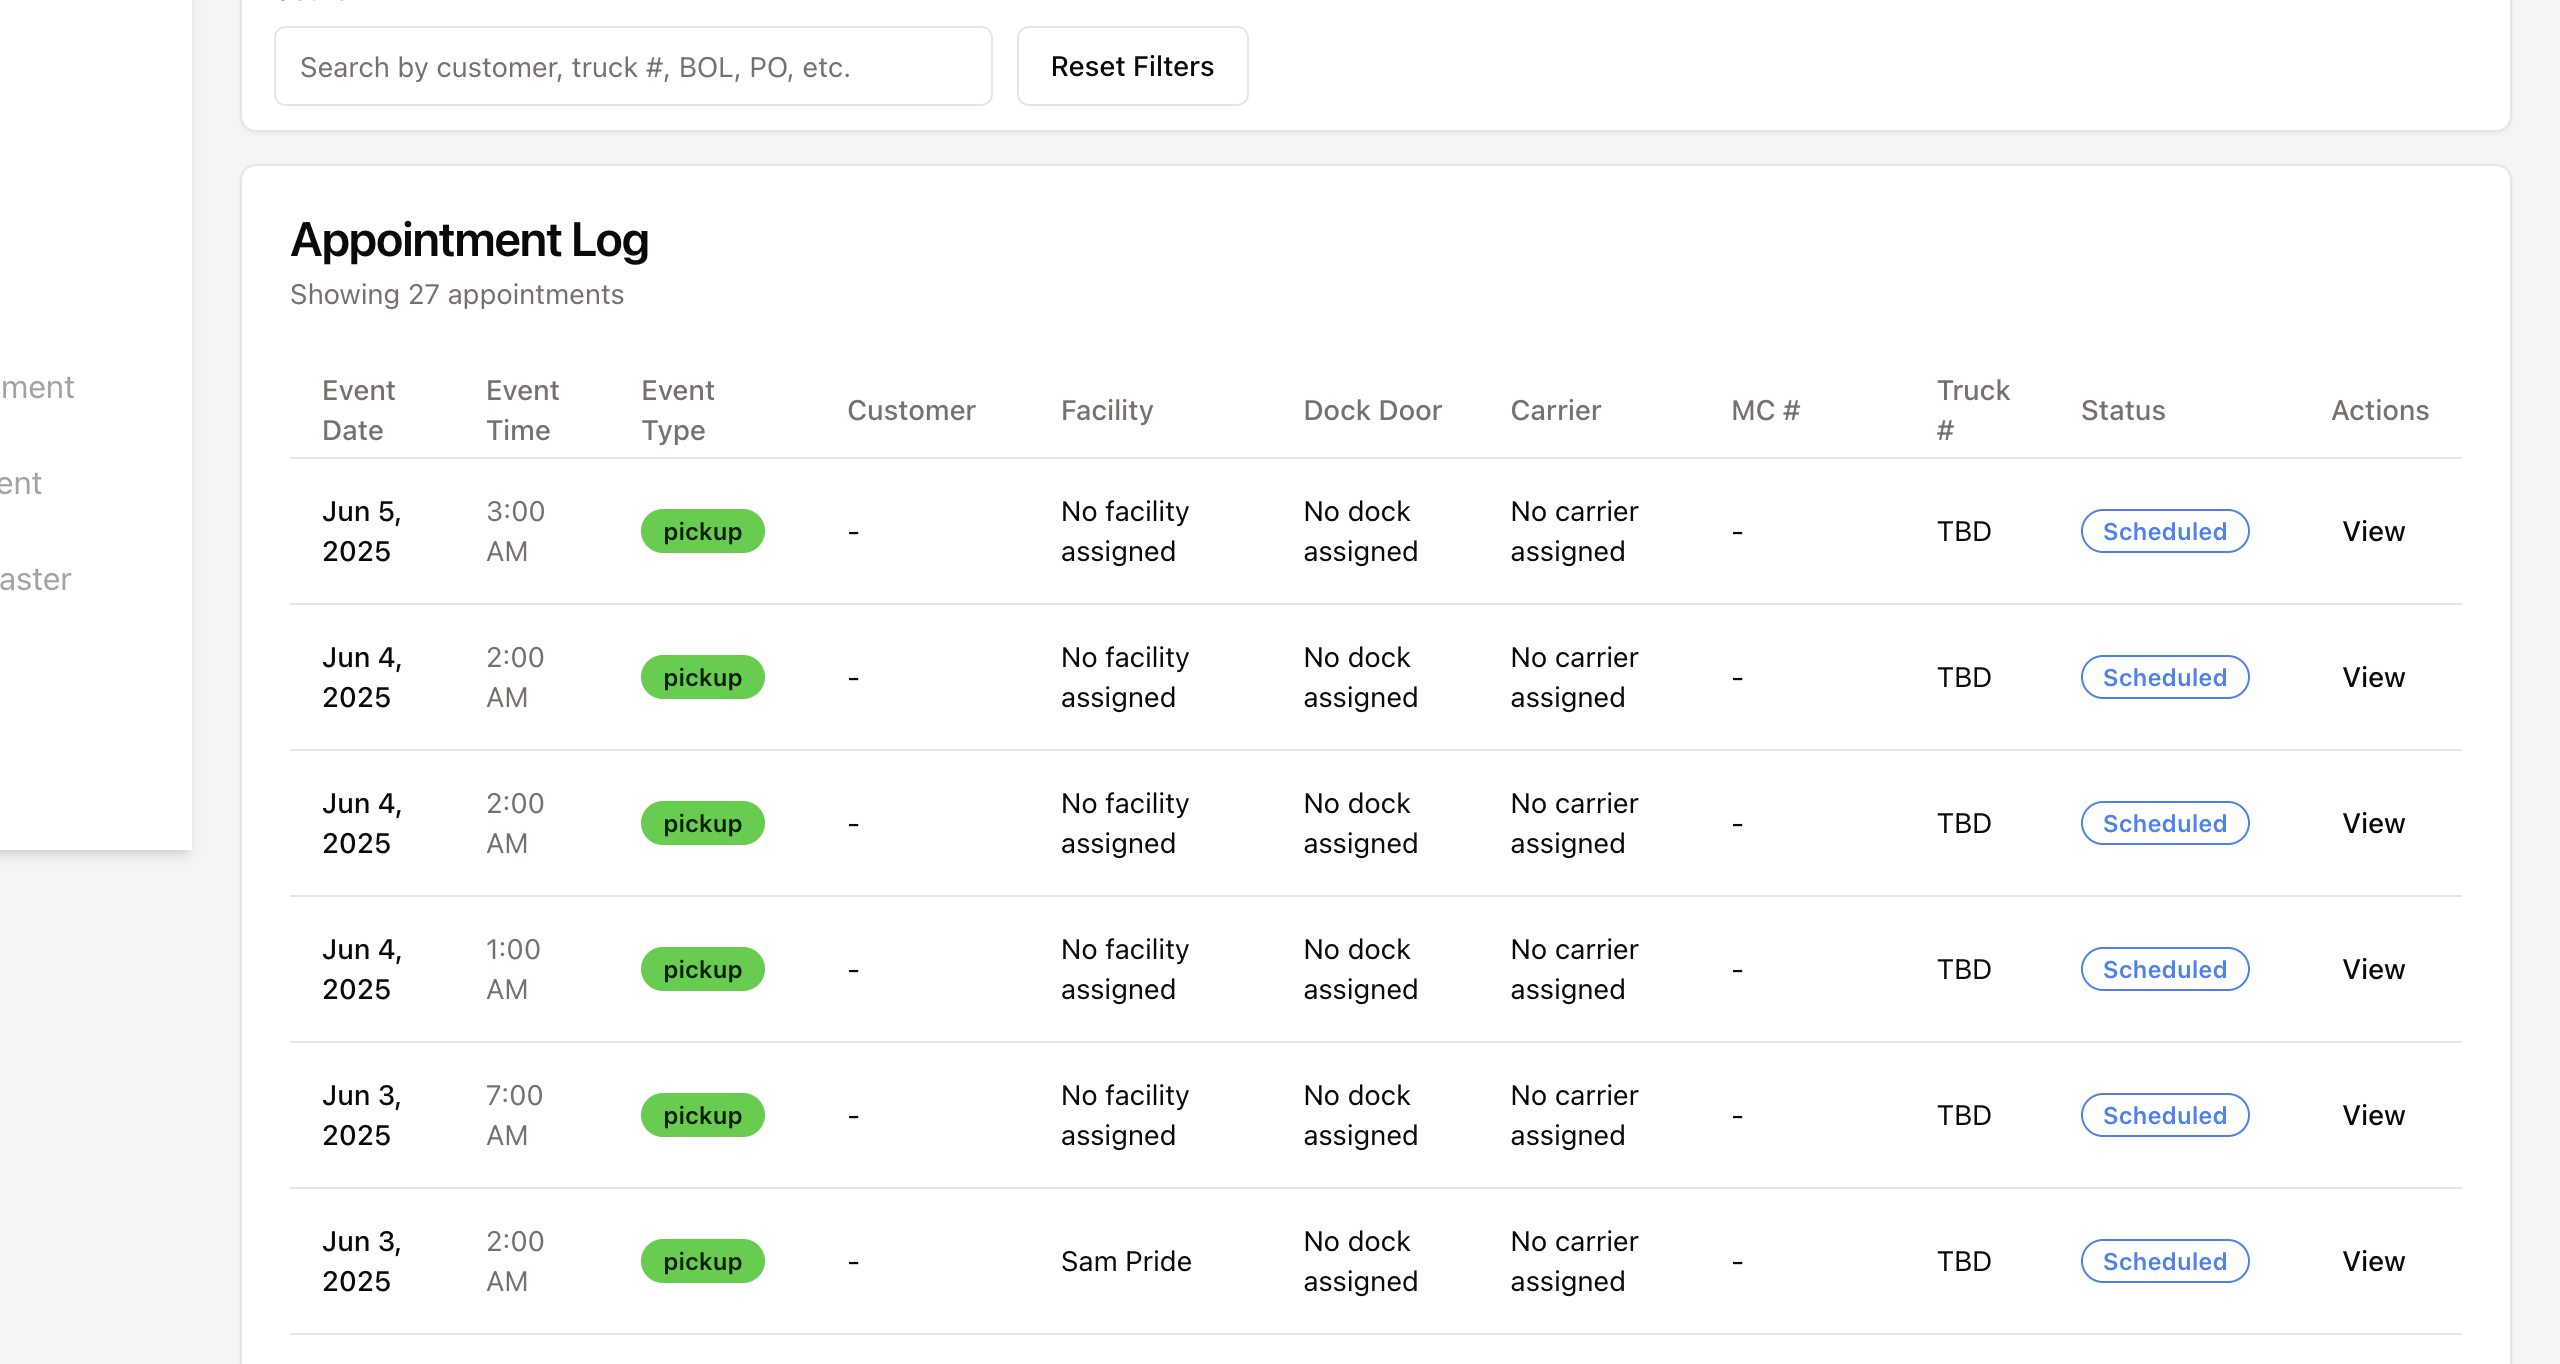 Search by customer, truck #, BOL, PO, etc.
Reset Filters
Appointment Log
Showing 27 appointments
ment
ent
aster
Event Date
Event Time
Event Type
Customer
Facility
Dock Door
Carrier
MC #
Truck #
Status
Actions
Jun 5, 2025
3:00 AM
pickup
-
No facility assigned
No dock assigned
No carrier assigned
-
TBD
Scheduled
View
Jun 4, 2025
2:00 AM
pickup
-
No facility assigned
No dock assigned
No carrier assigned
-
TBD
Scheduled
View
Jun 4, 2025
2:00 AM
pickup
-
No facility assigned
No dock assigned
No carrier assigned
-
TBD
Scheduled
View
Jun 4, 2025
1:00 AM
pickup
-
No facility assigned
No dock assigned
No carrier assigned
-
TBD
Scheduled
View
Jun 3, 2025
7:00 AM
pickup
-
No facility assigned
No dock assigned
No carrier assigned
-
TBD
Scheduled
View
Jun 3, 2025
2:00 AM
pickup
-
Sam Pride
No dock assigned
No carrier assigned
-
TBD
Scheduled
View